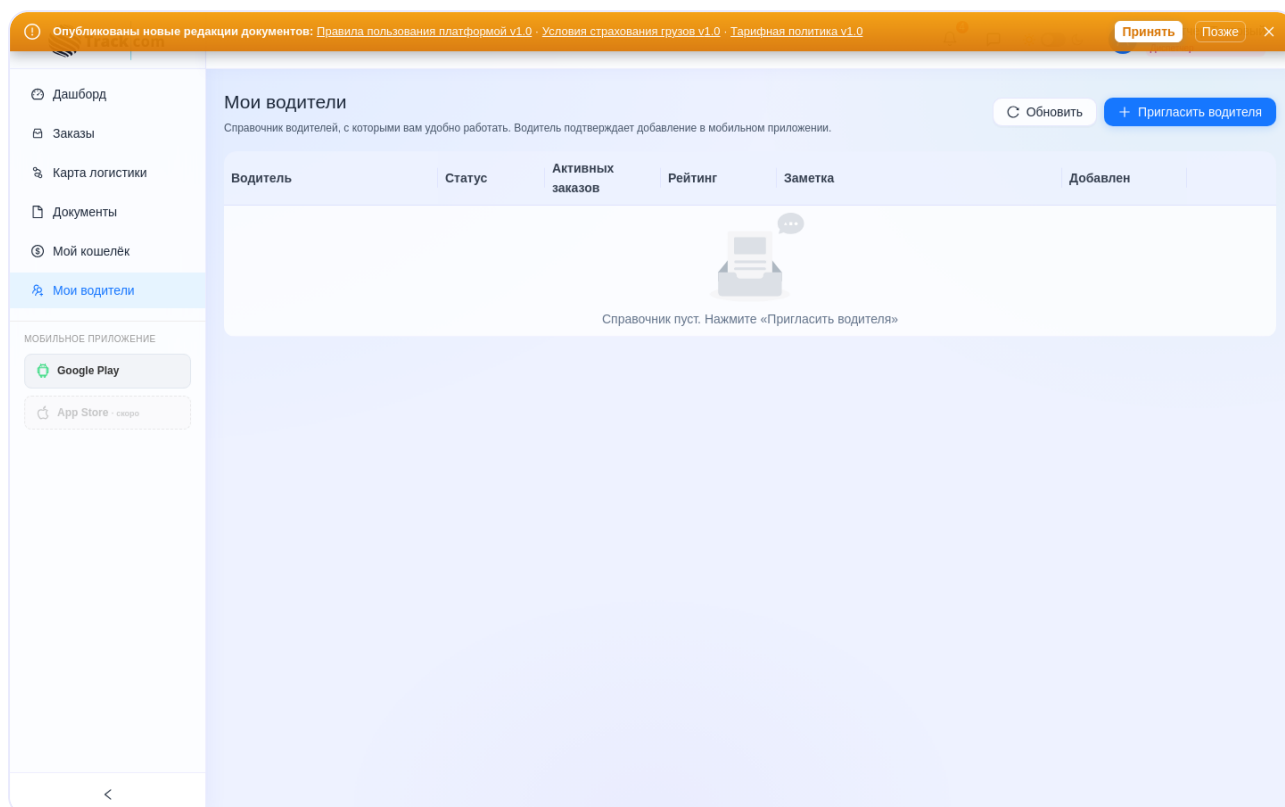 Опубликованы новые редакции документов: Правила пользования платформой v1.0 · Условия страхования грузов v1.0 · Тарифная политика v1.0
Принять
Позже
Track.com
Дашборд
Заказы
Карта логистики
Документы
Мой кошелёк
Мои водители
МОБИЛЬНОЕ ПРИЛОЖЕНИЕ
Google Play
App Store · скоро
Мои водители
Справочник водителей, с которыми вам удобно работать. Водитель подтверждает добавление в мобильном приложении.
Обновить
Пригласить водителя
Водитель
Статус
Активных
заказов
Рейтинг
Заметка
Добавлен
Справочник пуст. Нажмите «Пригласить водителя»